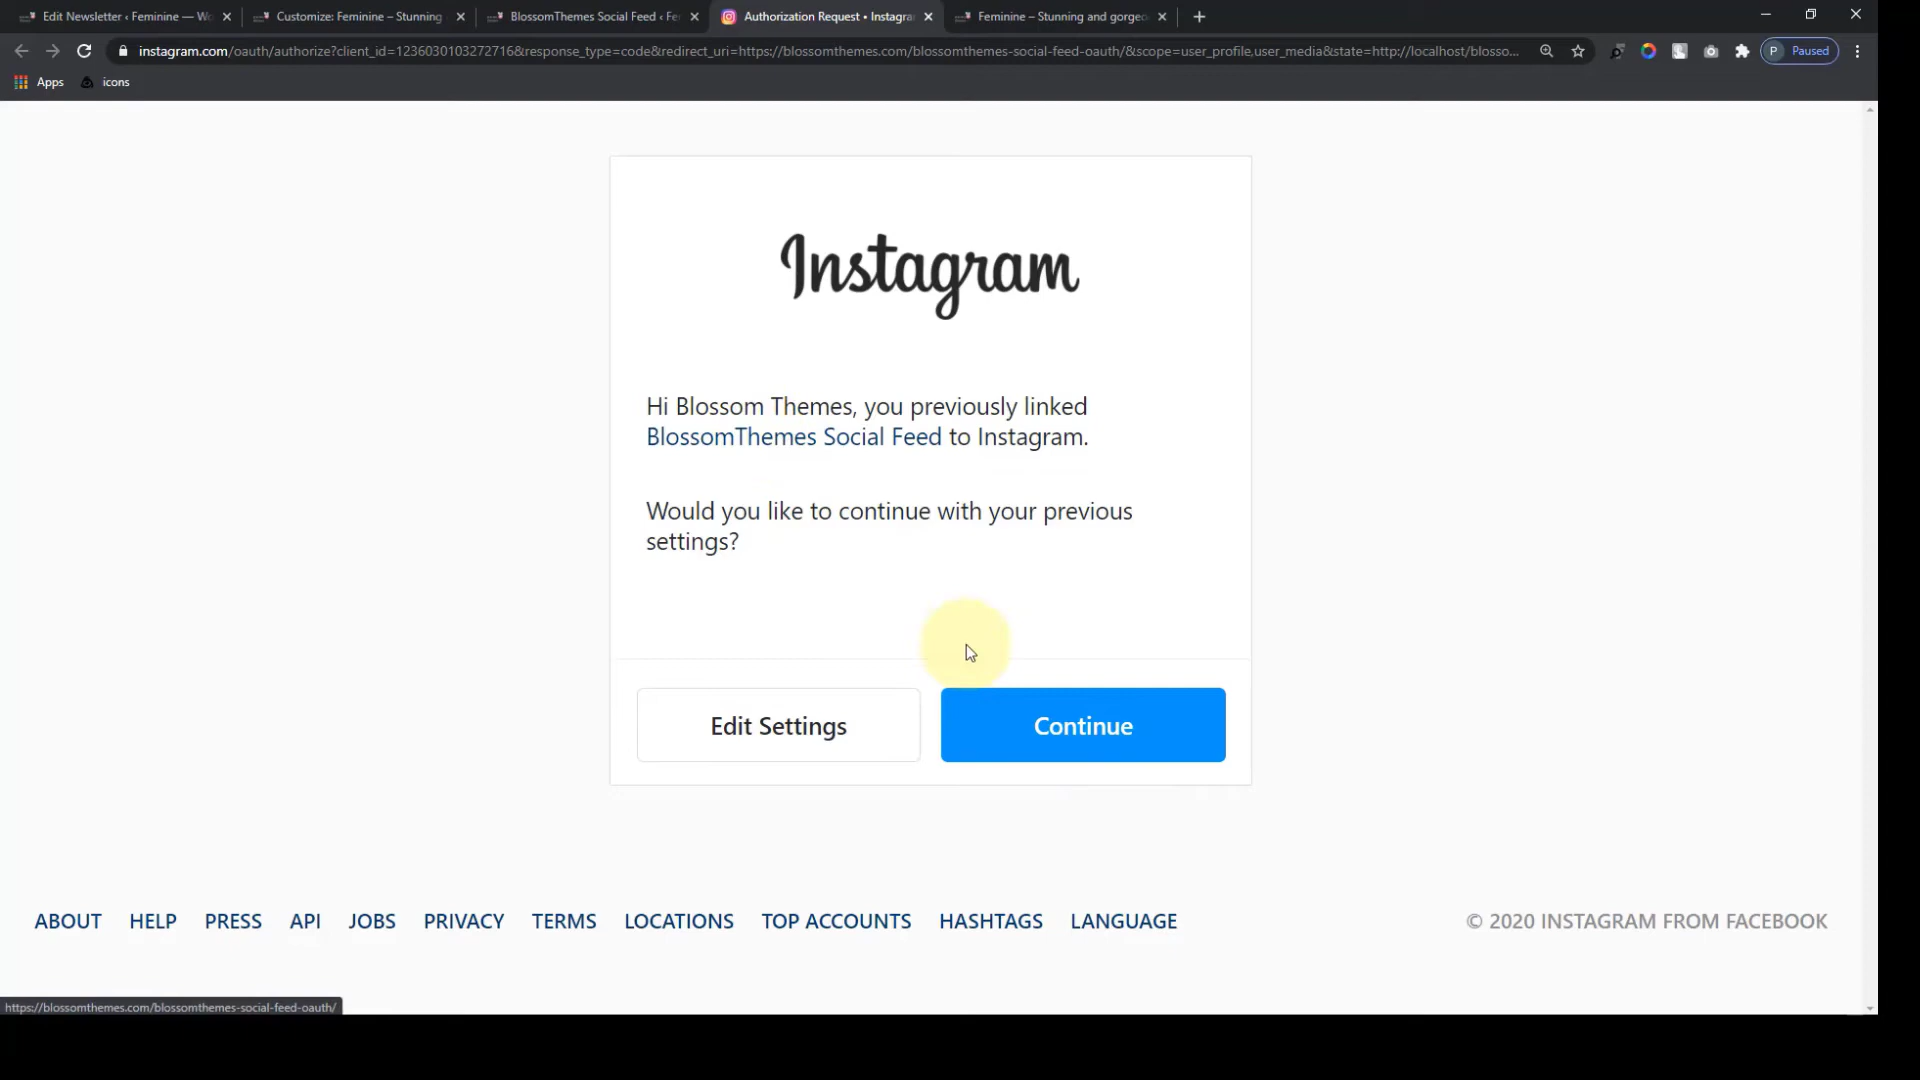 Edit Newsletter ‹ Feminine — Wo
Customize: Feminine – Stunning
BlossomThemes Social Feed ‹ Fe
Authorization Request • Instagra
Feminine – Stunning and gorgeo
instagram.com/oauth/authorize?client_id=1236030103272716&response_type=code&redirect_uri=https://blossomthemes.com/blossomthemes-social-feed-oauth/&scope=user_profile,user_media&state=http://localhost/blosso...
P Paused
Apps
icons
Instagram
Hi Blossom Themes, you previously linked
BlossomThemes Social Feed to Instagram.
Would you like to continue with your previous
settings?
Edit Settings
Continue
ABOUT HELP PRESS API JOBS PRIVACY TERMS LOCATIONS TOP ACCOUNTS HASHTAGS LANGUAGE
© 2020 INSTAGRAM FROM FACEBOOK
https://blossomthemes.com/blossomthemes-social-feed-oauth/